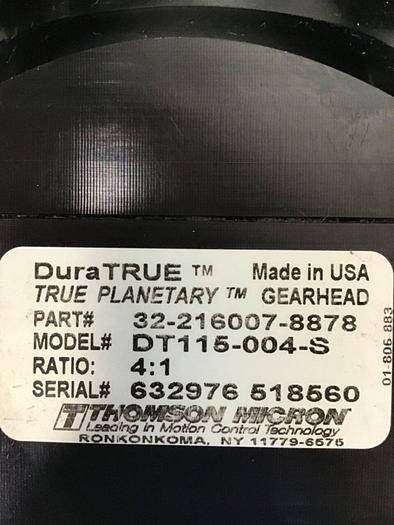 DuraTRUE ™ Made in USA
TRUE PLANETARY ™ GEARHEAD
PART# 32-216007-8878
MODEL# DT115-004-S
RATIO: 4:1
SERIAL# 632976 518560
THOMSON MICRON
Leading in Motion Control Technology
RONKONKOMA, NY 11779-6575
01-806 883